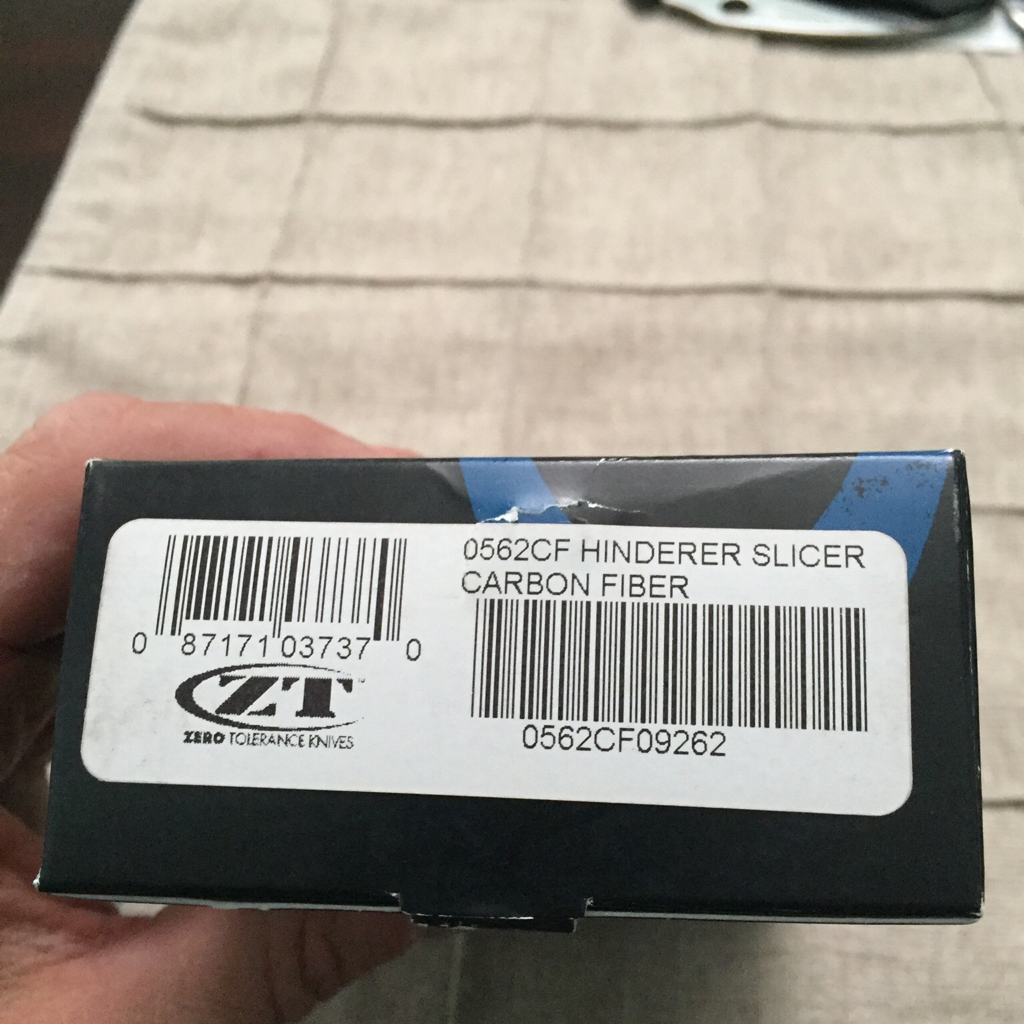 0562CF HINDERER SLICER
CARBON FIBER
0 87171 03737 0
ZT
ZERO TOLERANCE KNIVES
0562CF09262